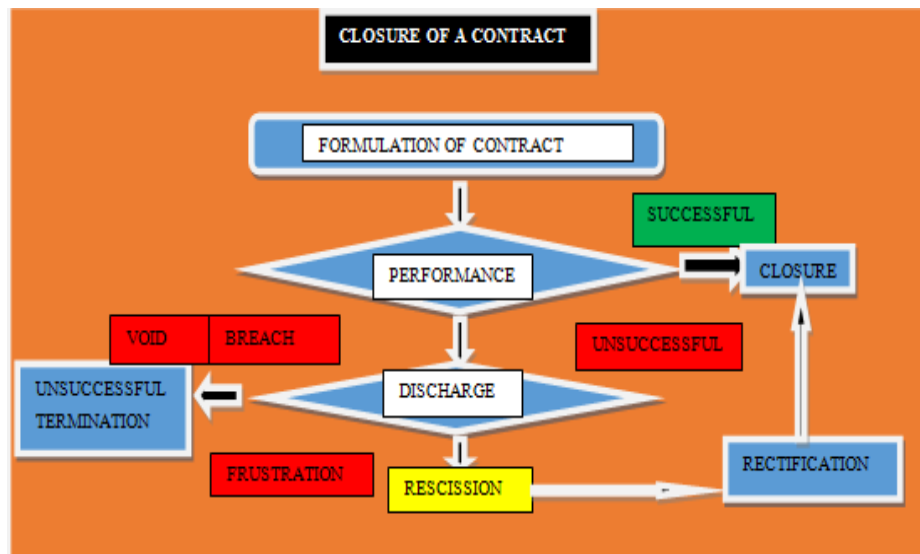 CLOSURE OF A CONTRACT
FORMULATION OF CONTRACT
SUCCESSFUL
PERFORMANCE
CLOSURE
VOID
BREACH
UNSUCCESSFUL
UNSUCCESSFUL
TERMINATION
DISCHARGE
FRUSTRATION
RESCISSION
RECTIFICATION